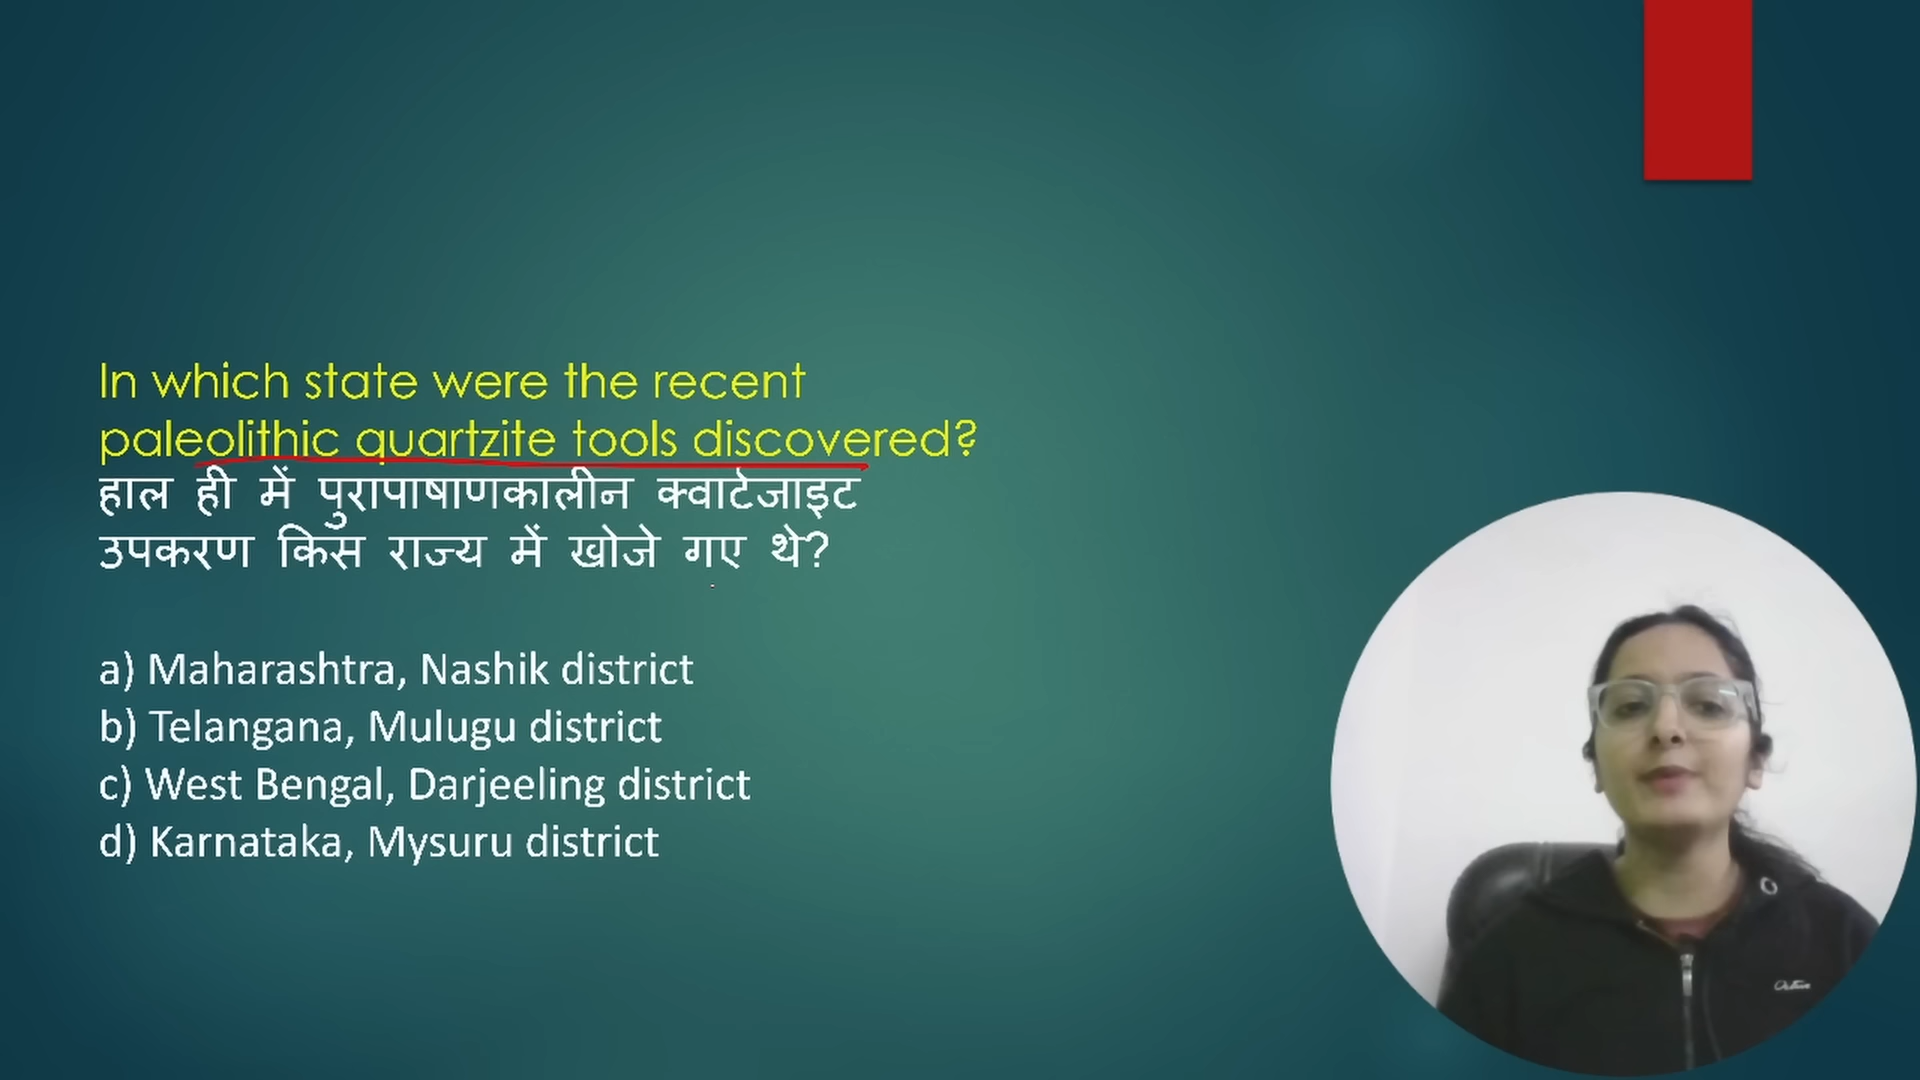 In which state were the recent
paleolithic quartzite tools discovered?
हाल ही में पुरापाषाणकालीन क्वाटेजाइट
उपकरण किस राज्य में खोजे गए थे?
a) Maharashtra, Nashik district
b) Telangana, Mulugu district
c) West Bengal, Darjeeling district
d) Karnataka, Mysuru district